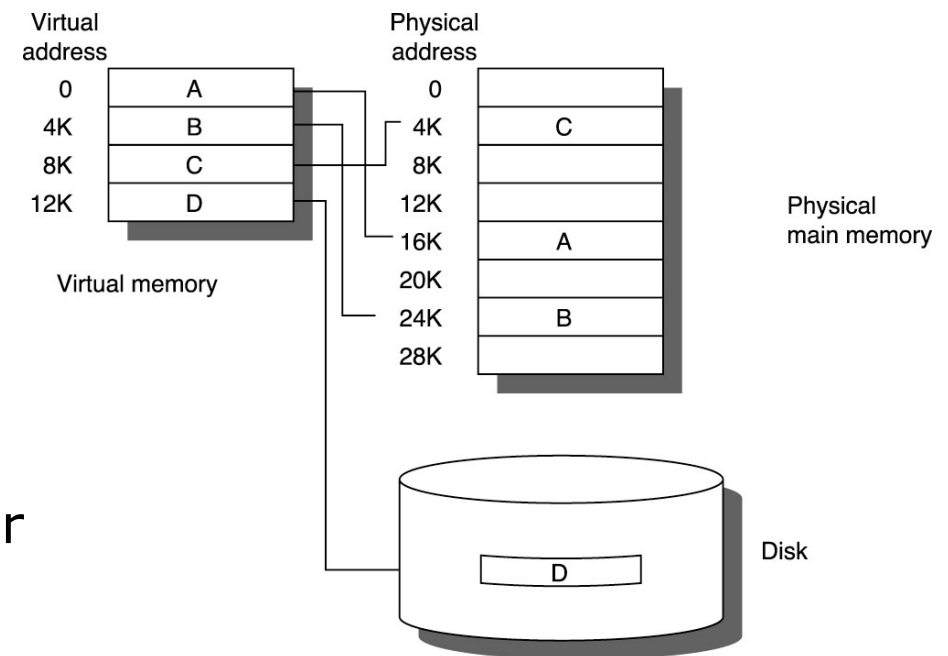 Virtual
address
0
A
4K
B
8K
C
12K
D
Virtual memory
Physical
address
0
4K
C
8K
12K
16K
A
20K
24K
B
28K
Physical
main memory
r
D
Disk